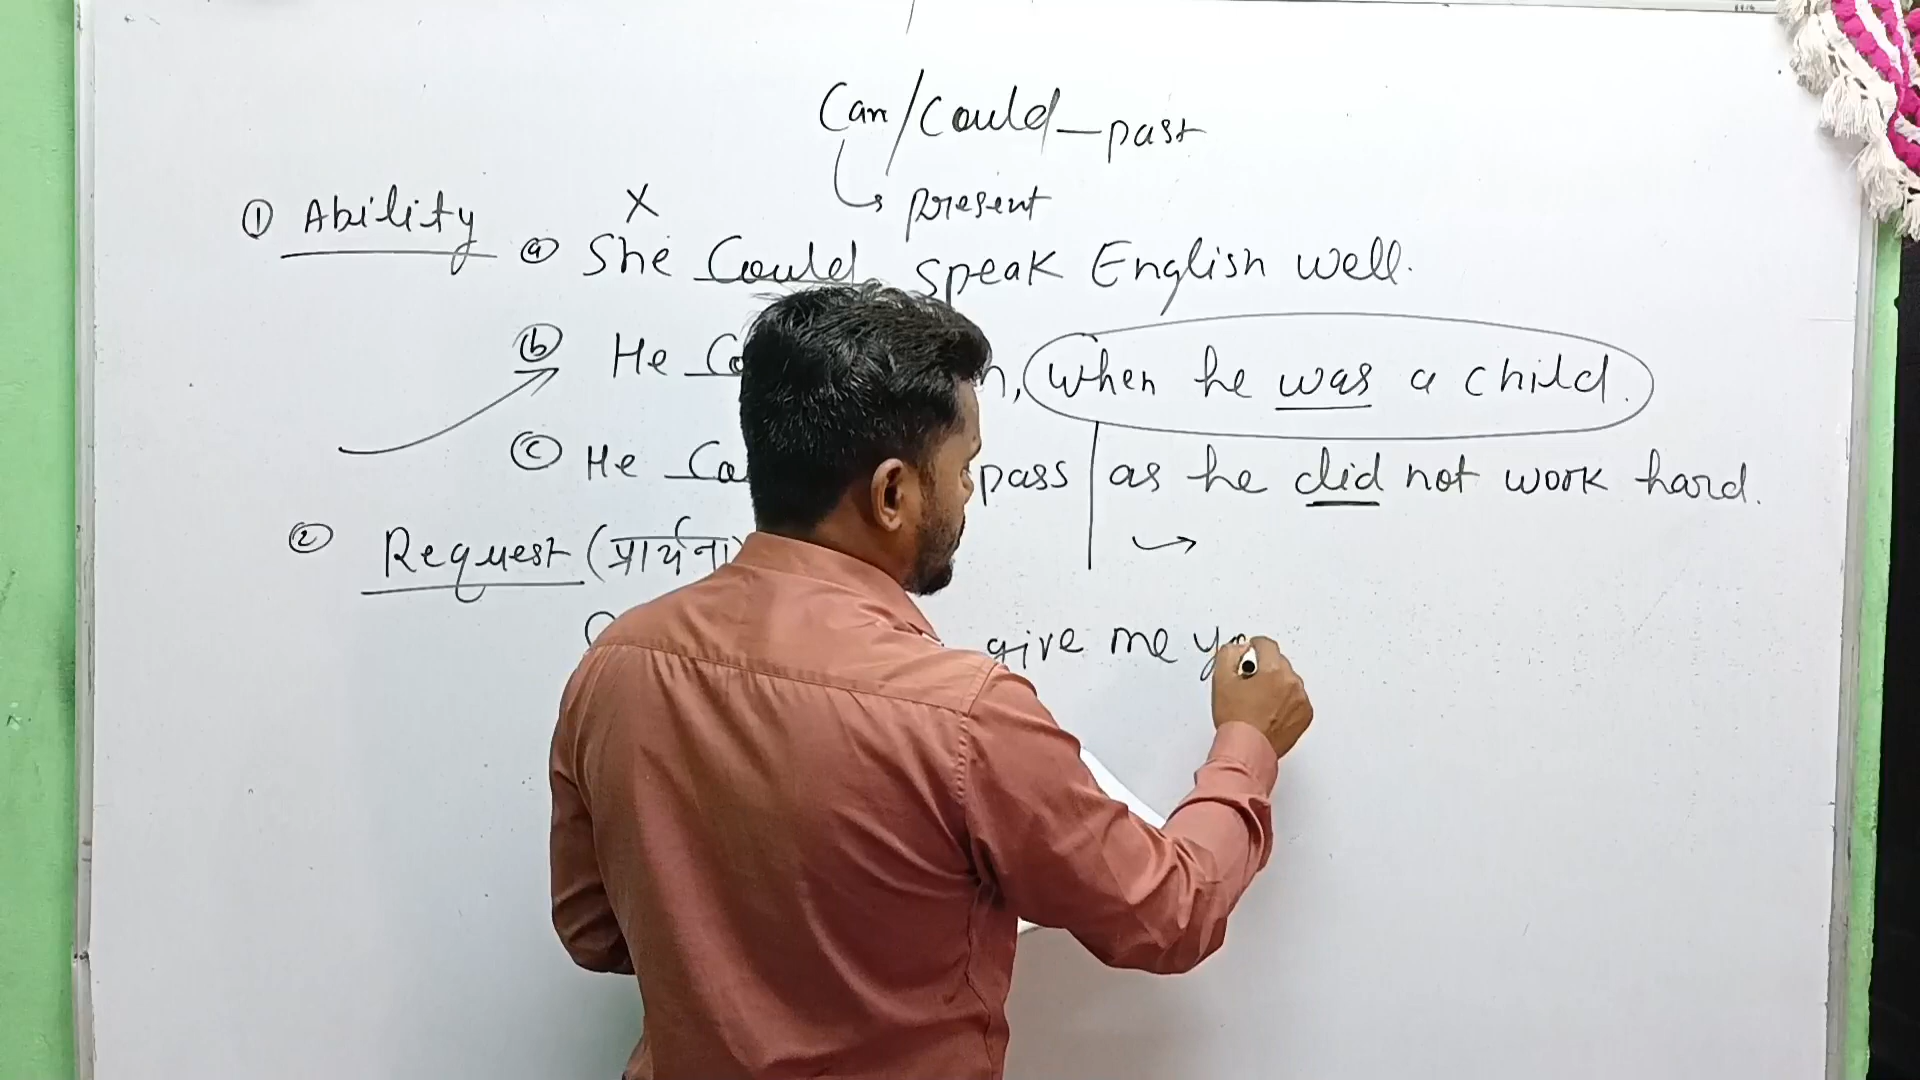 Can/Could - past
present
① Ability X
ⓐ She Could speak English well.
ⓑ He when he was a child.
ⓒ He pass as he did not work hard.
② Request (प्रार्थना)
give me